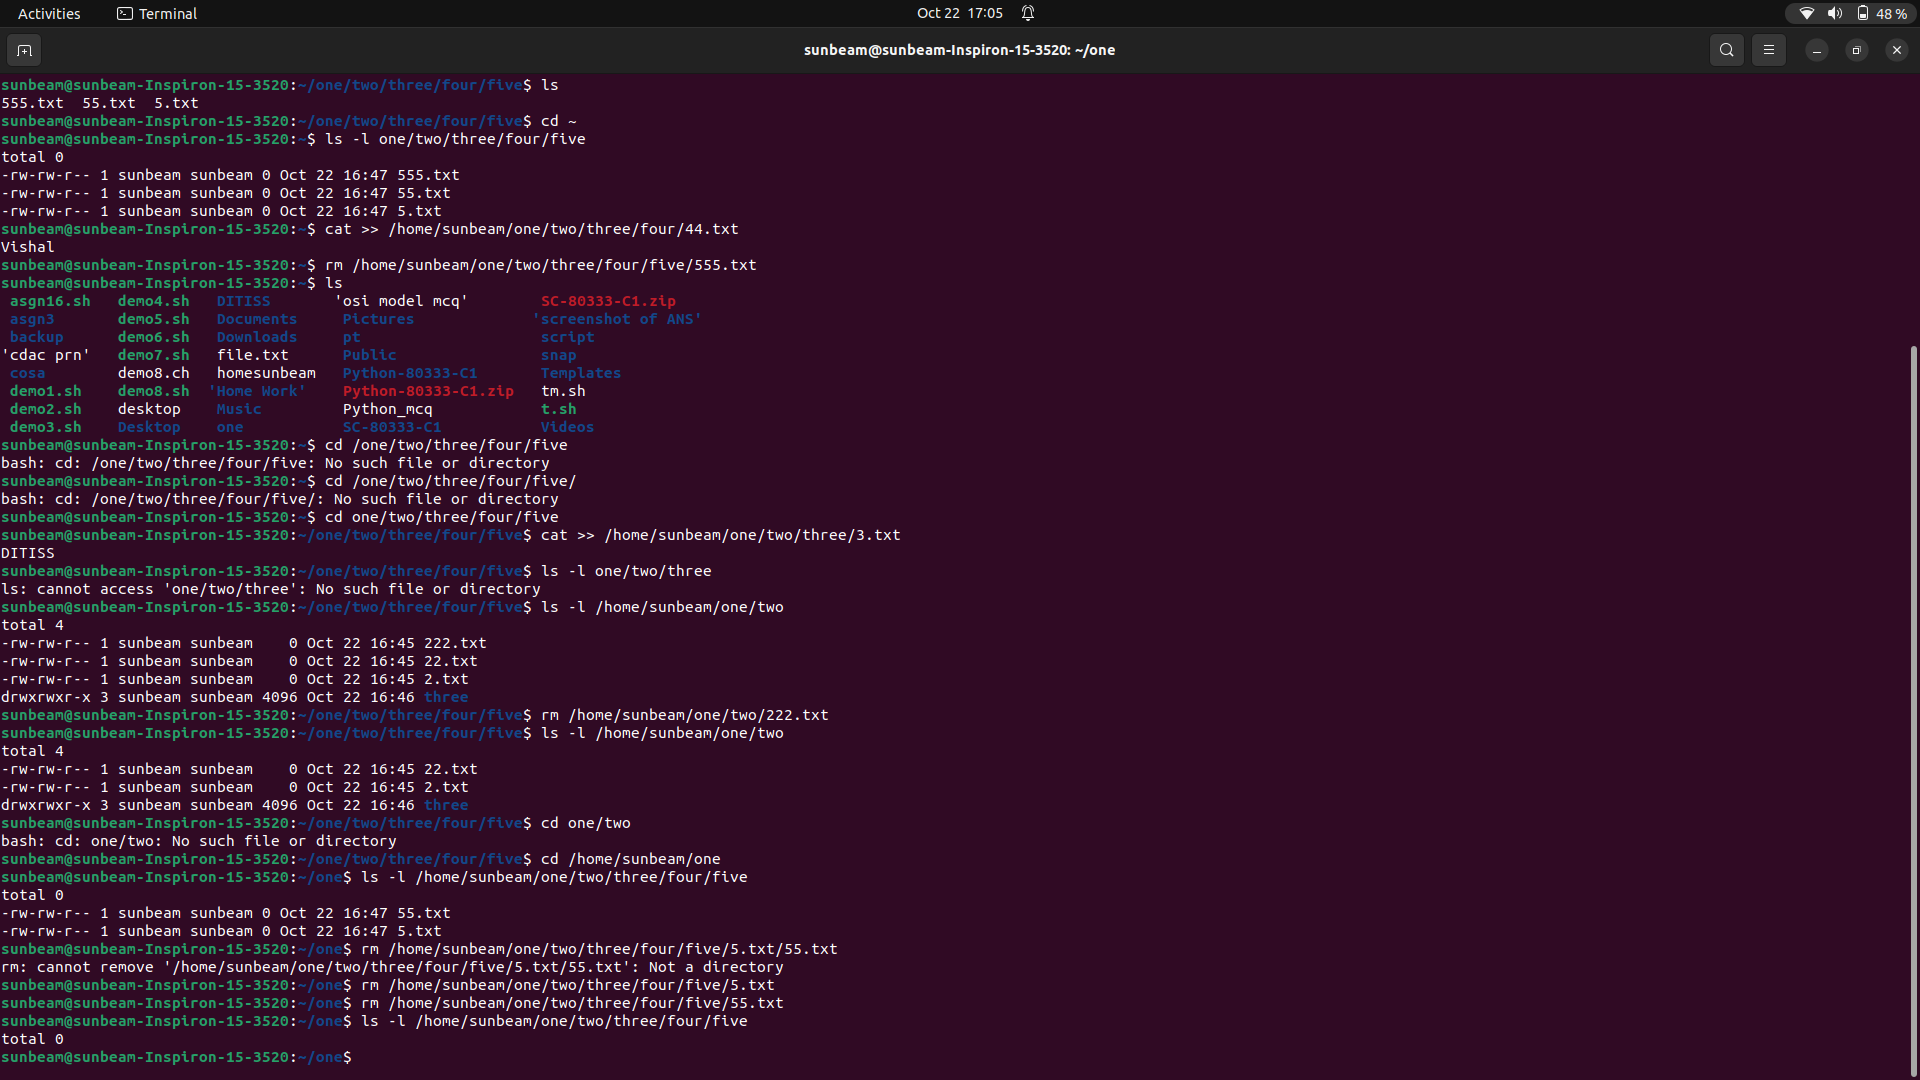 Activities Terminal Oct 22 17:05 48 %
sunbeam@sunbeam-Inspiron-15-3520: ~/one
sunbeam@sunbeam-Inspiron-15-3520:~/one/two/three/four/five$ ls
555.txt  55.txt  5.txt
sunbeam@sunbeam-Inspiron-15-3520:~/one/two/three/four/five$ cd ~
sunbeam@sunbeam-Inspiron-15-3520:~$ ls -l one/two/three/four/five
total 0
-rw-rw-r-- 1 sunbeam sunbeam 0 Oct 22 16:47 555.txt
-rw-rw-r-- 1 sunbeam sunbeam 0 Oct 22 16:47 55.txt
-rw-rw-r-- 1 sunbeam sunbeam 0 Oct 22 16:47 5.txt
sunbeam@sunbeam-Inspiron-15-3520:~$ cat >> /home/sunbeam/one/two/three/four/44.txt
Vishal
sunbeam@sunbeam-Inspiron-15-3520:~$ rm /home/sunbeam/one/two/three/four/five/555.txt
sunbeam@sunbeam-Inspiron-15-3520:~$ ls
 asgn16.sh   demo4.sh   DITISS       'osi model mcq'        SC-80333-C1.zip
 asgn3       demo5.sh   Documents     Pictures             'screenshot of ANS'
 backup      demo6.sh   Downloads     pt                    script
'cdac prn'   demo7.sh   file.txt      Public                snap
 cosa        demo8.ch   homesunbeam   Python-80333-C1       Templates
 demo1.sh    demo8.sh  'Home Work'    Python-80333-C1.zip   tm.sh
 demo2.sh    desktop    Music         Python_mcq            t.sh
 demo3.sh    Desktop    one           SC-80333-C1           Videos
sunbeam@sunbeam-Inspiron-15-3520:~$ cd /one/two/three/four/five
bash: cd: /one/two/three/four/five: No such file or directory
sunbeam@sunbeam-Inspiron-15-3520:~$ cd /one/two/three/four/five/
bash: cd: /one/two/three/four/five/: No such file or directory
sunbeam@sunbeam-Inspiron-15-3520:~$ cd one/two/three/four/five
sunbeam@sunbeam-Inspiron-15-3520:~/one/two/three/four/five$ cat >> /home/sunbeam/one/two/three/3.txt
DITISS
sunbeam@sunbeam-Inspiron-15-3520:~/one/two/three/four/five$ ls -l one/two/three
ls: cannot access 'one/two/three': No such file or directory
sunbeam@sunbeam-Inspiron-15-3520:~/one/two/three/four/five$ ls -l /home/sunbeam/one/two
total 4
-rw-rw-r-- 1 sunbeam sunbeam    0 Oct 22 16:45 222.txt
-rw-rw-r-- 1 sunbeam sunbeam    0 Oct 22 16:45 22.txt
-rw-rw-r-- 1 sunbeam sunbeam    0 Oct 22 16:45 2.txt
drwxrwxr-x 3 sunbeam sunbeam 4096 Oct 22 16:46 three
sunbeam@sunbeam-Inspiron-15-3520:~/one/two/three/four/five$ rm /home/sunbeam/one/two/222.txt
sunbeam@sunbeam-Inspiron-15-3520:~/one/two/three/four/five$ ls -l /home/sunbeam/one/two
total 4
-rw-rw-r-- 1 sunbeam sunbeam    0 Oct 22 16:45 22.txt
-rw-rw-r-- 1 sunbeam sunbeam    0 Oct 22 16:45 2.txt
drwxrwxr-x 3 sunbeam sunbeam 4096 Oct 22 16:46 three
sunbeam@sunbeam-Inspiron-15-3520:~/one/two/three/four/five$ cd one/two
bash: cd: one/two: No such file or directory
sunbeam@sunbeam-Inspiron-15-3520:~/one/two/three/four/five$ cd /home/sunbeam/one
sunbeam@sunbeam-Inspiron-15-3520:~/one$ ls -l /home/sunbeam/one/two/three/four/five
total 0
-rw-rw-r-- 1 sunbeam sunbeam 0 Oct 22 16:47 55.txt
-rw-rw-r-- 1 sunbeam sunbeam 0 Oct 22 16:47 5.txt
sunbeam@sunbeam-Inspiron-15-3520:~/one$ rm /home/sunbeam/one/two/three/four/five/5.txt/55.txt
rm: cannot remove '/home/sunbeam/one/two/three/four/five/5.txt/55.txt': Not a directory
sunbeam@sunbeam-Inspiron-15-3520:~/one$ rm /home/sunbeam/one/two/three/four/five/5.txt
sunbeam@sunbeam-Inspiron-15-3520:~/one$ rm /home/sunbeam/one/two/three/four/five/55.txt
sunbeam@sunbeam-Inspiron-15-3520:~/one$ ls -l /home/sunbeam/one/two/three/four/five
total 0
sunbeam@sunbeam-Inspiron-15-3520:~/one$